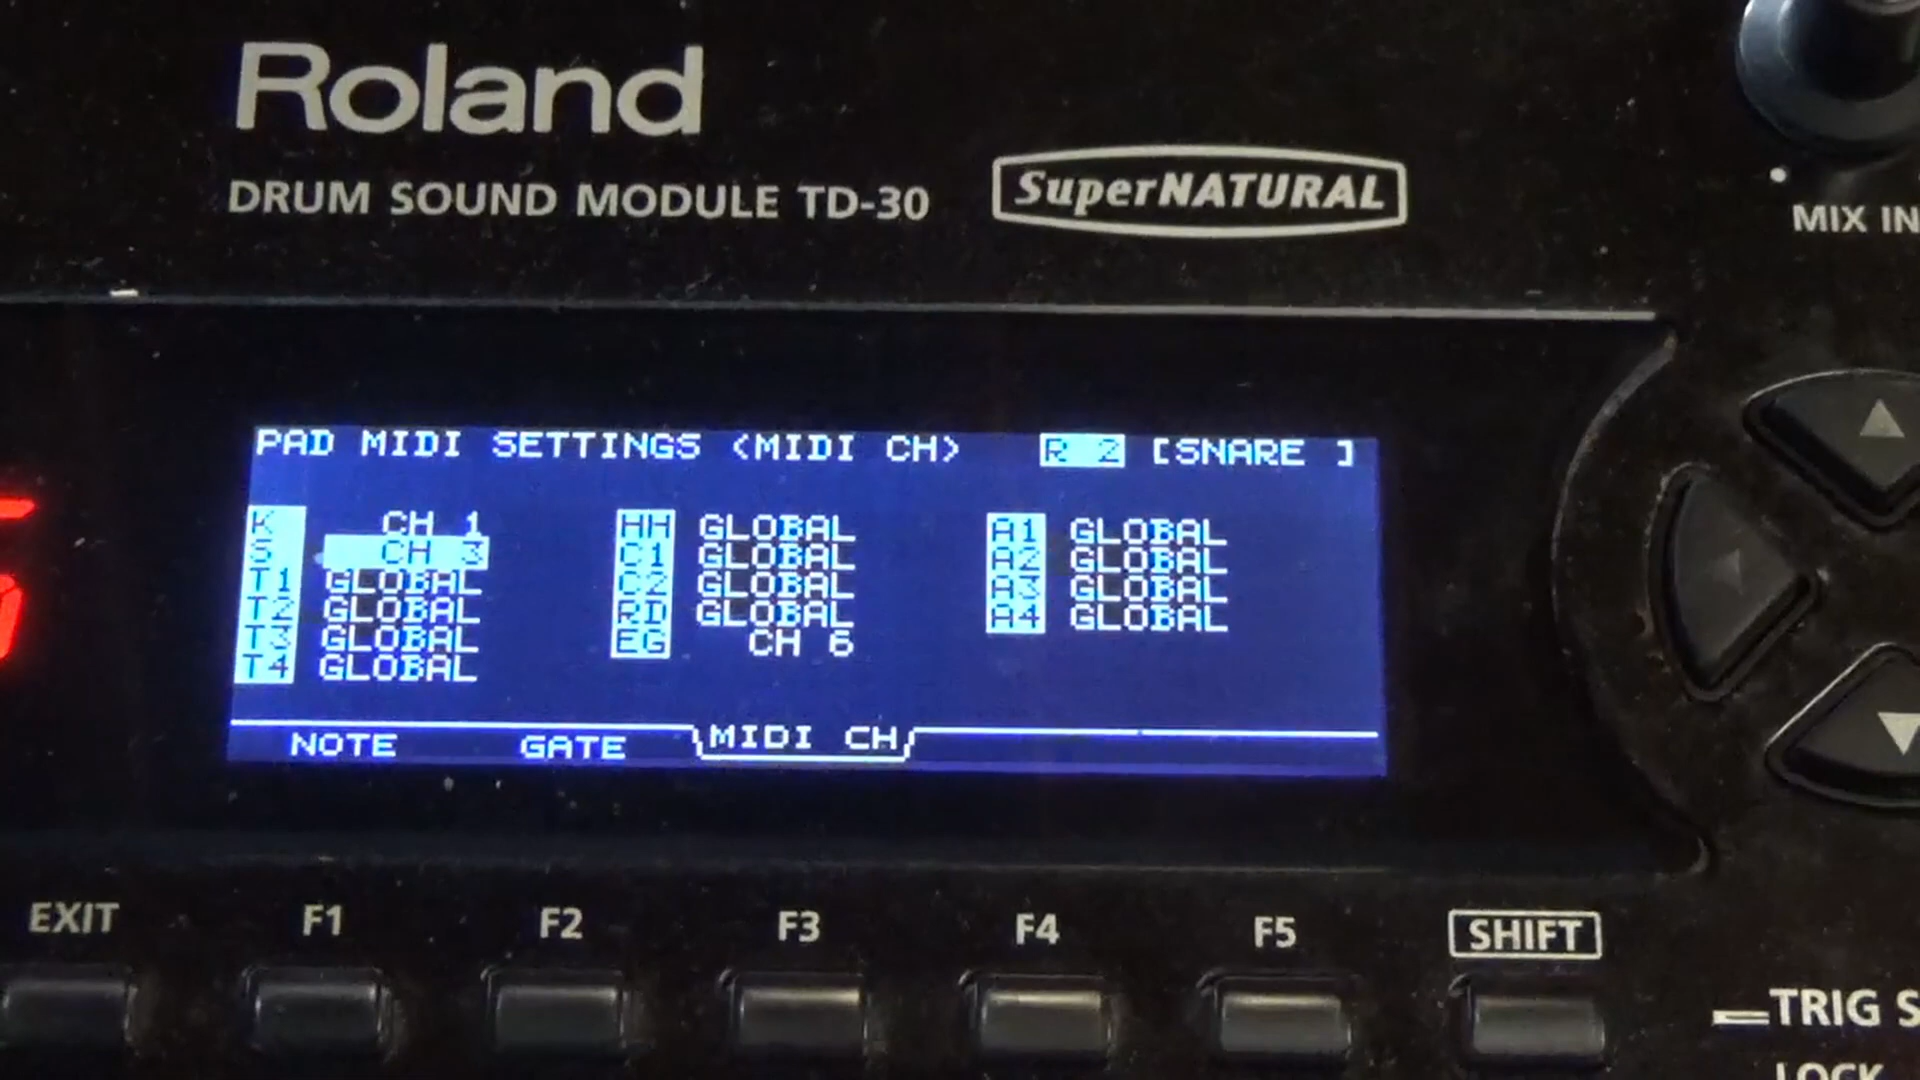 Roland
DRUM SOUND MODULE TD-30
SuperNATURAL
MIX IN
PAD MIDI SETTINGS <MIDI CH> R 2 [SNARE ]
K CH 1 HH GLOBAL A1 GLOBAL
S CH 3 C1 GLOBAL A2 GLOBAL
T1 GLOBAL C2 GLOBAL A3 GLOBAL
T2 GLOBAL RD GLOBAL A4 GLOBAL
T3 GLOBAL EG CH 6
T4 GLOBAL
NOTE GATE MIDI CH
EXIT F1 F2 F3 F4 F5 SHIFT
TRIG S
LOCK